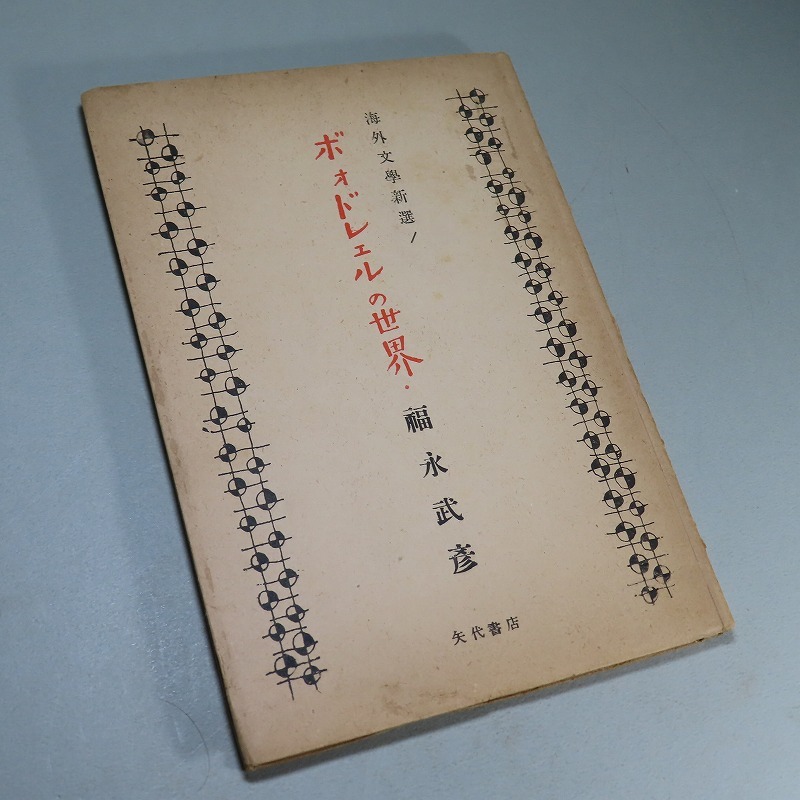 海外文學新選 1
ボォドレェルの世界・
福永武彦
矢代書店